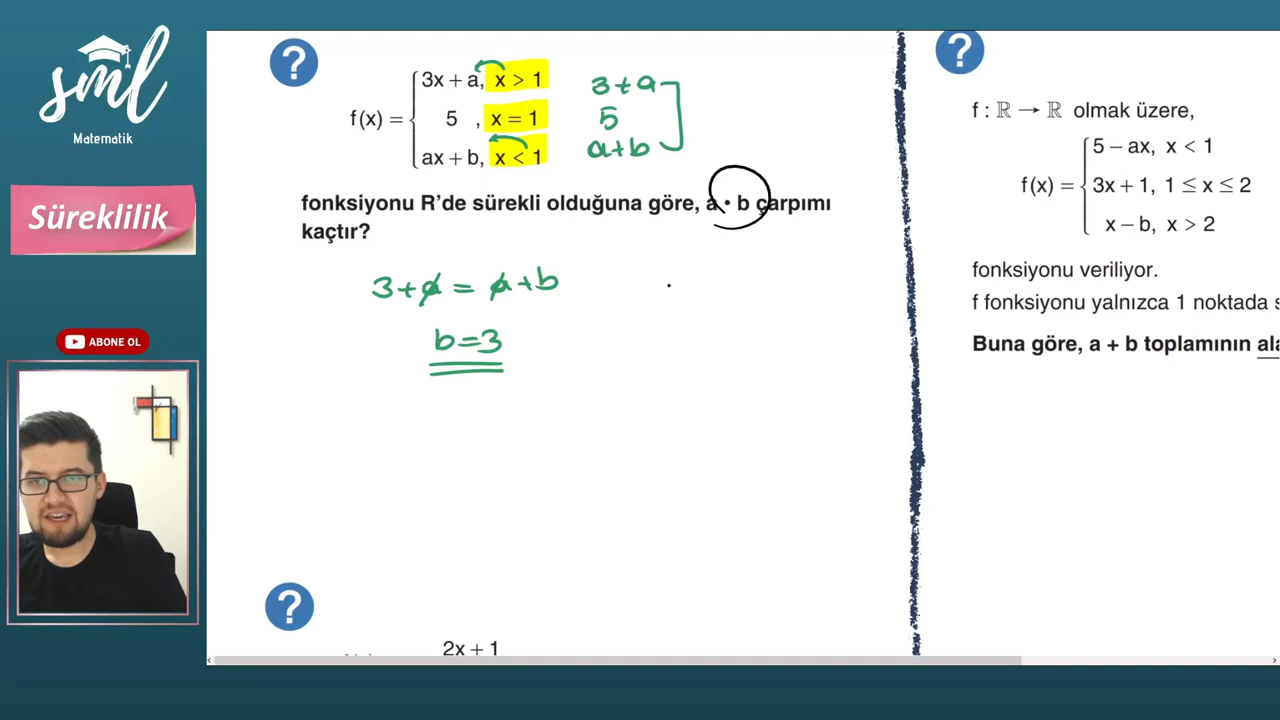 sml
Matematik
Süreklilik
ABONE OL
?
f(x) =
3x + a, x > 1
5 , x = 1
ax + b, x < 1
3 + a
5
a + b
fonksiyonu R'de sürekli olduğuna göre, a • b çarpımı
kaçtır?
3 + a = a + b
b = 3
?
2x + 1
?
f : ℝ → ℝ olmak üzere,
f(x) =
5 – ax, x < 1
3x + 1, 1 ≤ x ≤ 2
x – b, x > 2
fonksiyonu veriliyor.
f fonksiyonu yalnızca 1 noktada s
Buna göre, a + b toplamının ala